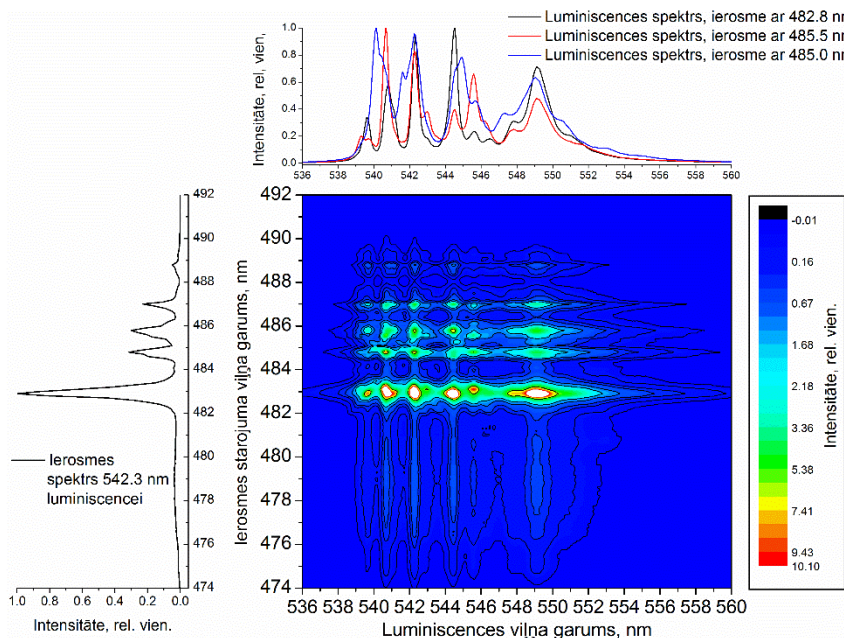 Luminiscences spektrs, ierosme ar 482.8 nm
Luminiscences spektrs, ierosme ar 485.5 nm
Luminiscences spektrs, ierosme ar 485.0 nm
Intensitāte, rel. vien.
1.0
0.8
0.6
0.4
0.2
0.0
536 538 540 542 544 546 548 550 552 554 556 558 560
492
490
488
486
484
482
480
478
476
474
Ierosmes
spektrs 542.3 nm
luminiscencei
1.0 0.8 0.6 0.4 0.2 0.0
Intensitāte, rel. vien.
Ierosmes starojuma viļņa garums, nm
492
490
488
486
484
482
480
478
476
474
536 538 540 542 544 546 548 550 552 554 556 558 560
Luminiscences viļņa garums, nm
Intensitāte, rel. vien.
-0.01
0.16
0.67
1.18
2.18
3.36
5.38
7.41
9.43
10.10